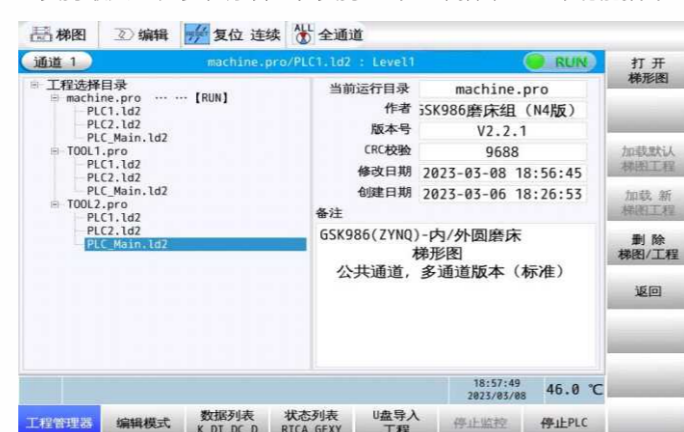 梯图 编辑 复位 连续 ALL 全通道
通道 1 machine.pro/PLC1.ld2 : Level1 RUN
工程选择目录
machine.pro ... ...【RUN】
PLC1.ld2
PLC2.ld2
PLC_Main.ld2
TOOL1.pro
PLC1.ld2
PLC2.ld2
PLC_Main.ld2
TOOL2.pro
PLC1.ld2
PLC2.ld2
PLC_Main.ld2
当前运行目录 machine.pro
作者 GSK986磨床组（N4版）
版本号 V2.2.1
CRC校验 9688
修改日期 2023-03-08 18:56:45
创建日期 2023-03-06 18:26:53
备注
GSK986(ZYNQ)-内/外圆磨床
梯形图
公共通道，多通道版本（标准）
打 开
梯形图
加载默认
梯图工程
加载 新
梯图工程
删 除
梯图/工程
返回
18:57:49
2023/03/08
46.0 ℃
工程管理器
编辑模式
数据列表
K DT DC D
状态列表
RTCA GFXY
U盘导入
工程
停止监控
停止PLC